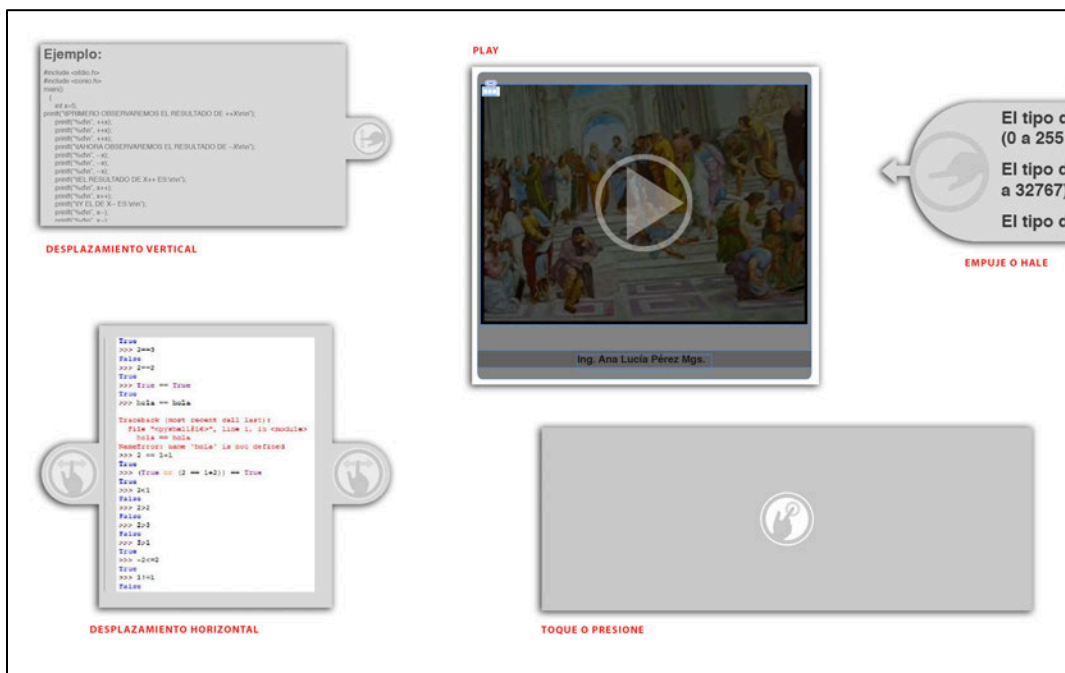 Ejemplo:
#include <stdio.h>
#include <conio.h>
main()
{
int x=5;
printf("\tPRIMERO OBSERVAREMOS EL RESULTADO DE ++X\n\n");
printf("%d\n", ++x);
printf("%d\n", ++x);
printf("%d\n", ++x);
printf("\tAHORA OBSERVAREMOS EL RESULTADO DE --X\n\n");
printf("%d\n", --x);
printf("%d\n", --x);
printf("%d\n", --x);
printf("\tEL RESULTADO DE X++ ES:\n\n");
printf("%d\n", x++);
printf("%d\n", x++);
printf("\tY EL DE X-- ES:\n\n");
printf("%d\n", x--);
printf("%d\n", x--);
DESPLAZAMIENTO VERTICAL
PLAY
Ing. Ana Lucía Pérez Mgs.
El tipo
(0 a 255
El tipo
a 32767)
El tipo
EMPUJE O HALE
True
>>> 2==3
False
>>> 2==2
True
>>> True == True
True
>>> hola == hola
Traceback (most recent call last):
File "<pyshell#16>", line 1, in <module>
hola == hola
NameError: name 'hola' is not defined
>>> 2 == 1+1
True
>>> (True or (2 == 1+2)) == True
True
>>> 2<1
False
>>> 2>2
False
>>> 2>3
False
>>> 3>1
True
>>> -2<=2
True
>>> 1!=1
False
DESPLAZAMIENTO HORIZONTAL
TOQUE O PRESIONE